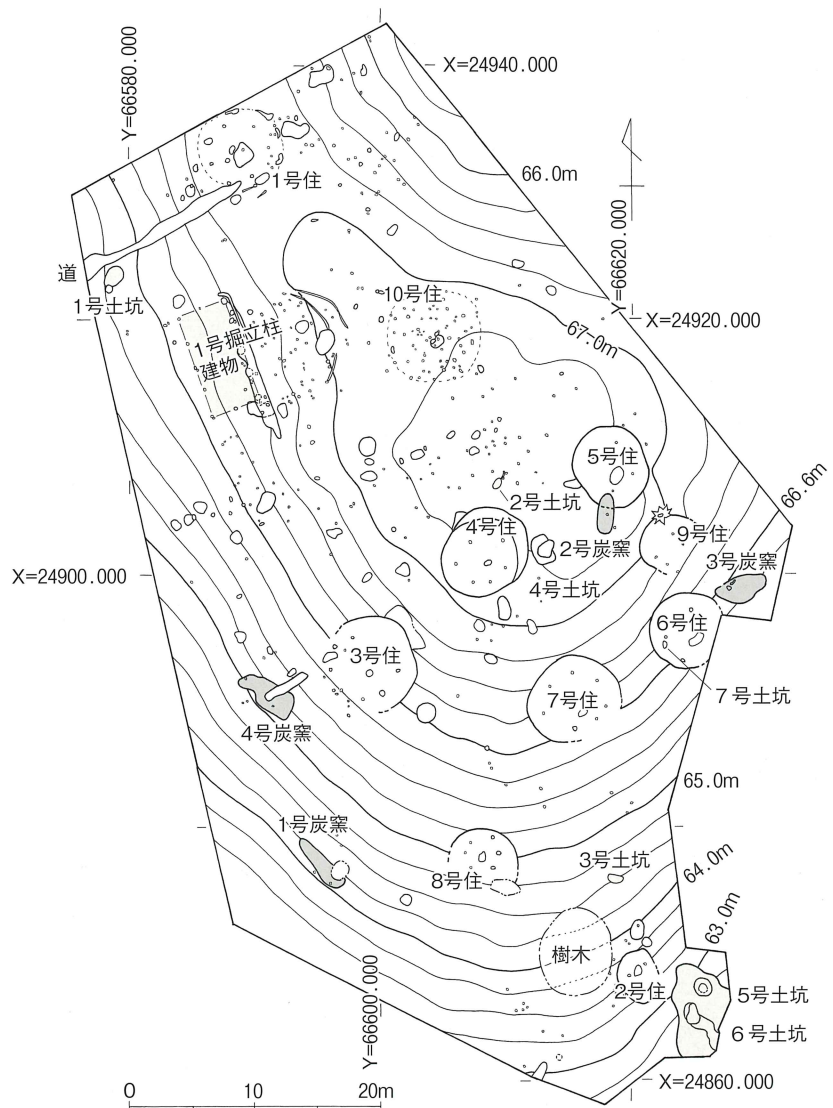 Y=66580.000
X=24940.000
66.0m
1号住
Y=66620.000
道
1号土坑
10号住
X=24920.000
67.0m
1号掘立柱
建物
5号住
66.6m
2号土坑
4号住
9号住
2号炭窯
3号炭窯
X=24900.000
4号土坑
6号住
3号住
7号住
7号土坑
4号炭窯
65.0m
1号炭窯
3号土坑
64.0m
8号住
63.0m
樹木
Y=66600.000
2号住
5号土坑
6号土坑
X=24860.000
0 10 20m